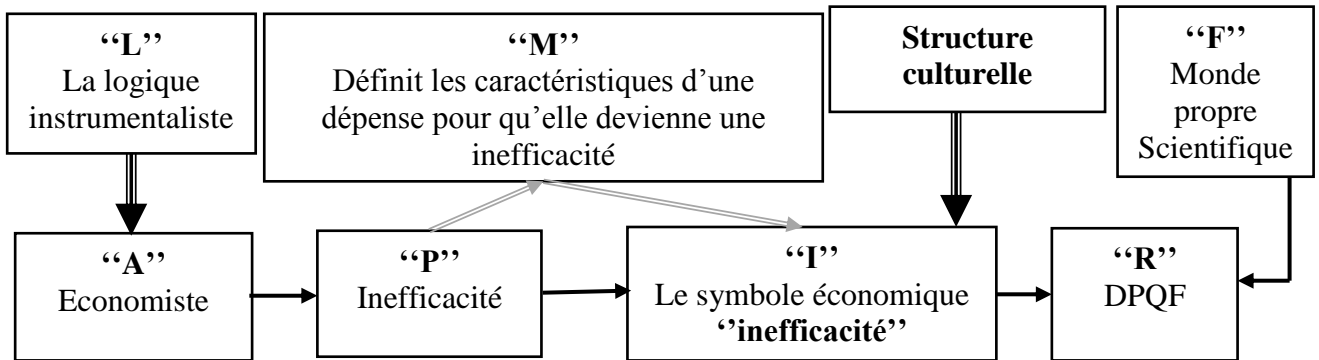 ‘‘L’’
La logique
instrumentaliste
‘‘M’’
Définit les caractéristiques d’une
dépense pour qu’elle devienne une
inefficacité
Structure
culturelle
‘‘F’’
Monde
propre
Scientifique
‘‘A’’
Economiste
‘‘P’’
Inefficacité
‘‘I’’
Le symbole économique
‘’inefficacité’’
‘‘R’’
DPQF